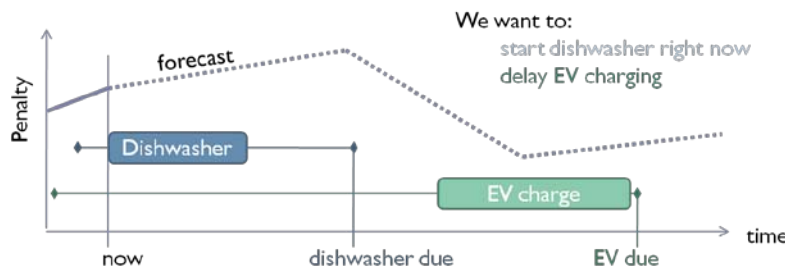 We want to:
start dishwasher right now
delay EV charging
forecast
Penalty
Dishwasher
EV charge
time
now
dishwasher due
EV due